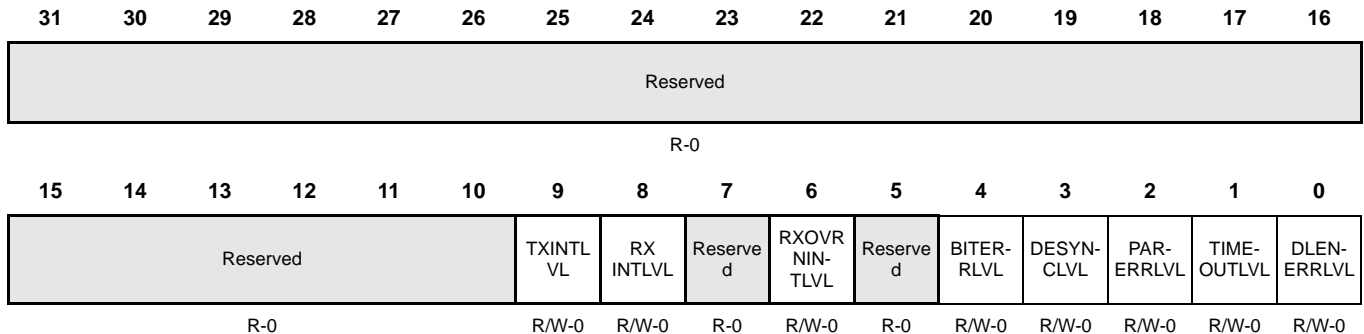 31 30 29 28 27 26 25 24 23 22 21 20 19 18 17 16
Reserved
R-0
15 14 13 12 11 10 9 8 7 6 5 4 3 2 1 0
Reserved
TXINTL
VL
RX
INTLVL
Reserve
d
RXOVR
NIN-
TLVL
Reserve
d
BITER-
RLVL
DESYN-
CLVL
PAR-
ERRLVL
TIME-
OUTLVL
DLEN-
ERRLVL
R-0 R/W-0 R/W-0 R-0 R/W-0 R-0 R/W-0 R/W-0 R/W-0 R/W-0 R/W-0